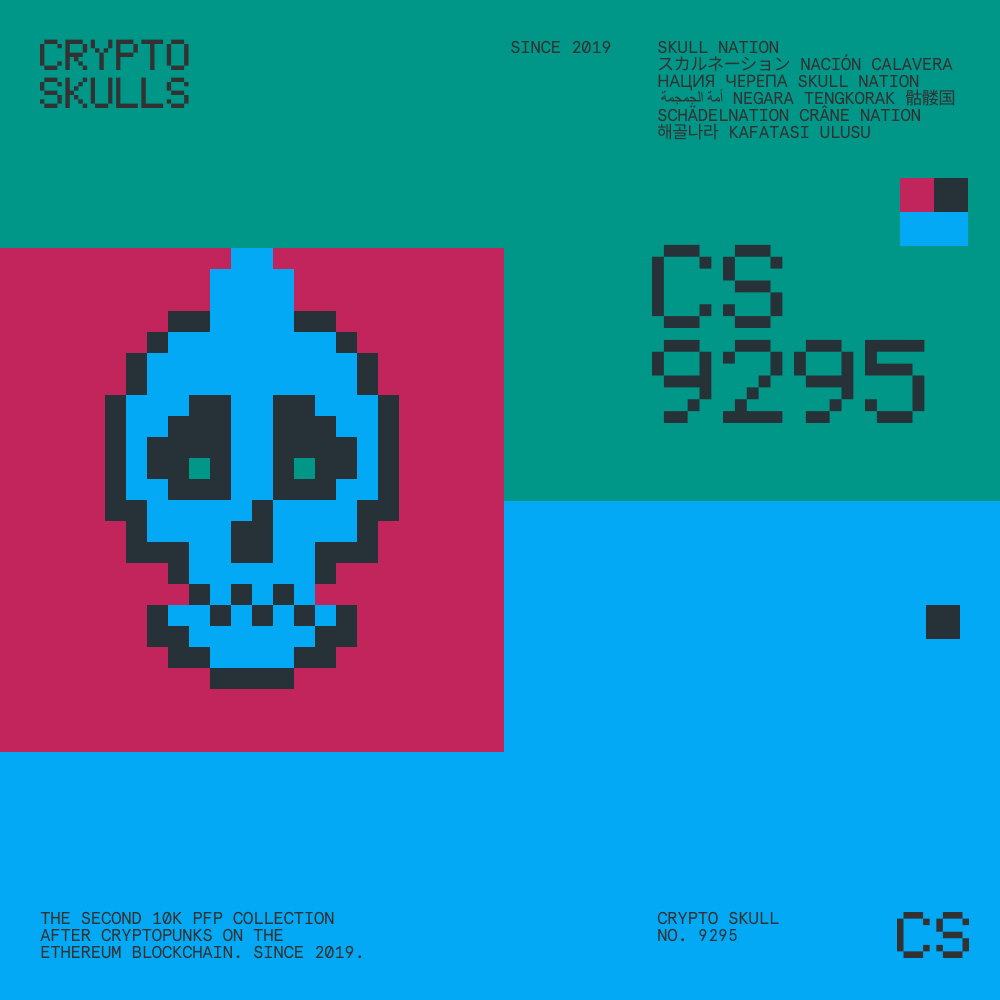 CRYPTO
SKULLS
SINCE 2019
SKULL NATION
スカルネーション NACIÓN CALAVERA
НАЦИЯ ЧЕРЕПА SKULL NATION
أمة الجمجمة NEGARA TENGKORAK 骷髅国
SCHÄDELNATION CRÂNE NATION
해골나라 KAFATASI ULUSU
CS
9295
THE SECOND 10K PFP COLLECTION
AFTER CRYPTOPUNKS ON THE
ETHEREUM BLOCKCHAIN. SINCE 2019.
CRYPTO SKULL
NO. 9295
CS